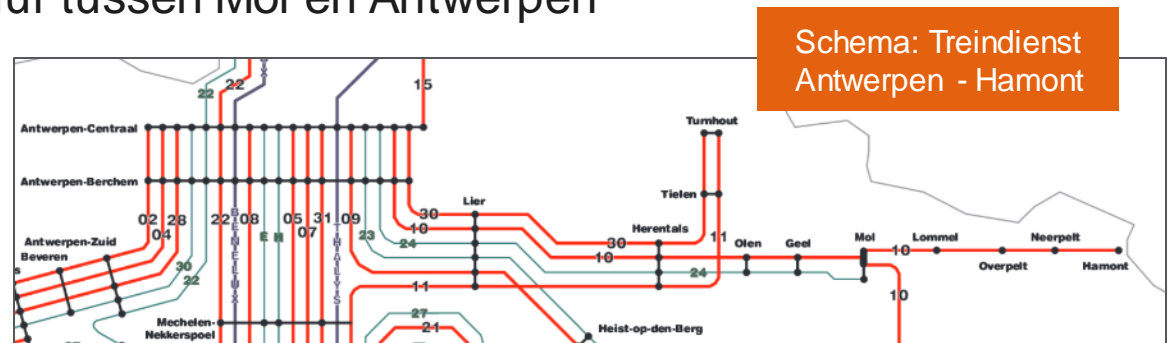 uur tussen Mol en Antwerpen
Schema: Treindienst
Antwerpen - Hamont
22
22
15
Antwerpen-Centraal
Turnhout
Antwerpen-Berchem
Tielen
Lier
02
04
28
22
BENELUX
08
E
H
05
07
31
THALYS
09
23
30
10
24
30
10
Herentals
11
Olen
Geel
Mol
10
Lommel
Neerpelt
Overpelt
Hamont
Antwerpen-Zuid
Beveren
s
30
22
24
11
10
Mechelen-
Nekkerspoel
27
21
Heist-op-den-Berg